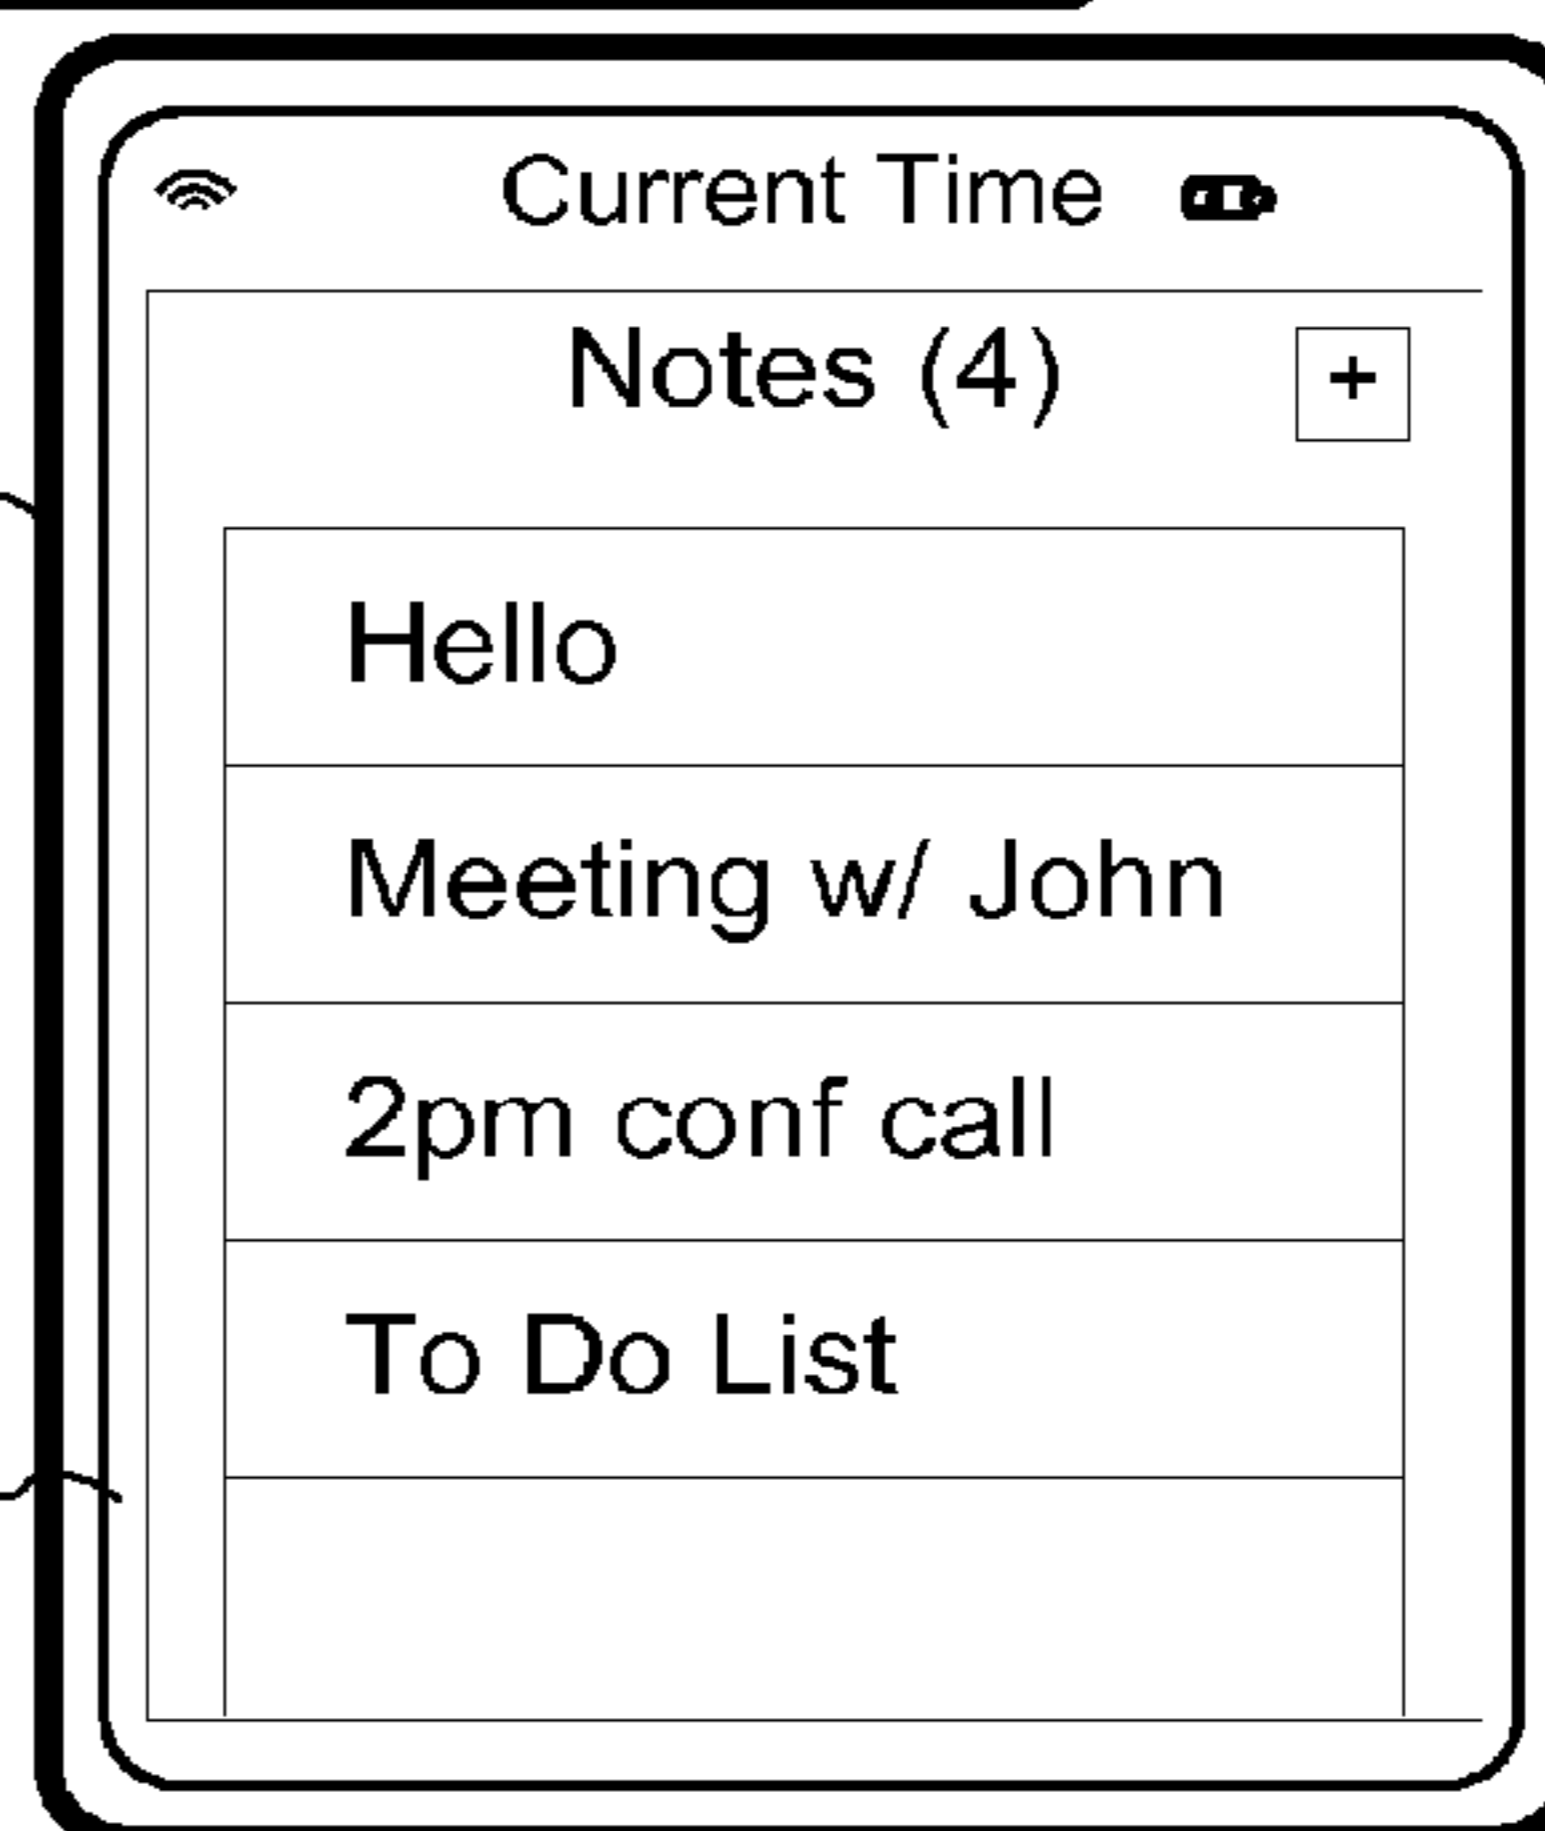 Current Time
Notes (4)
+
Hello
Meeting w/ John
2pm conf call
To Do List